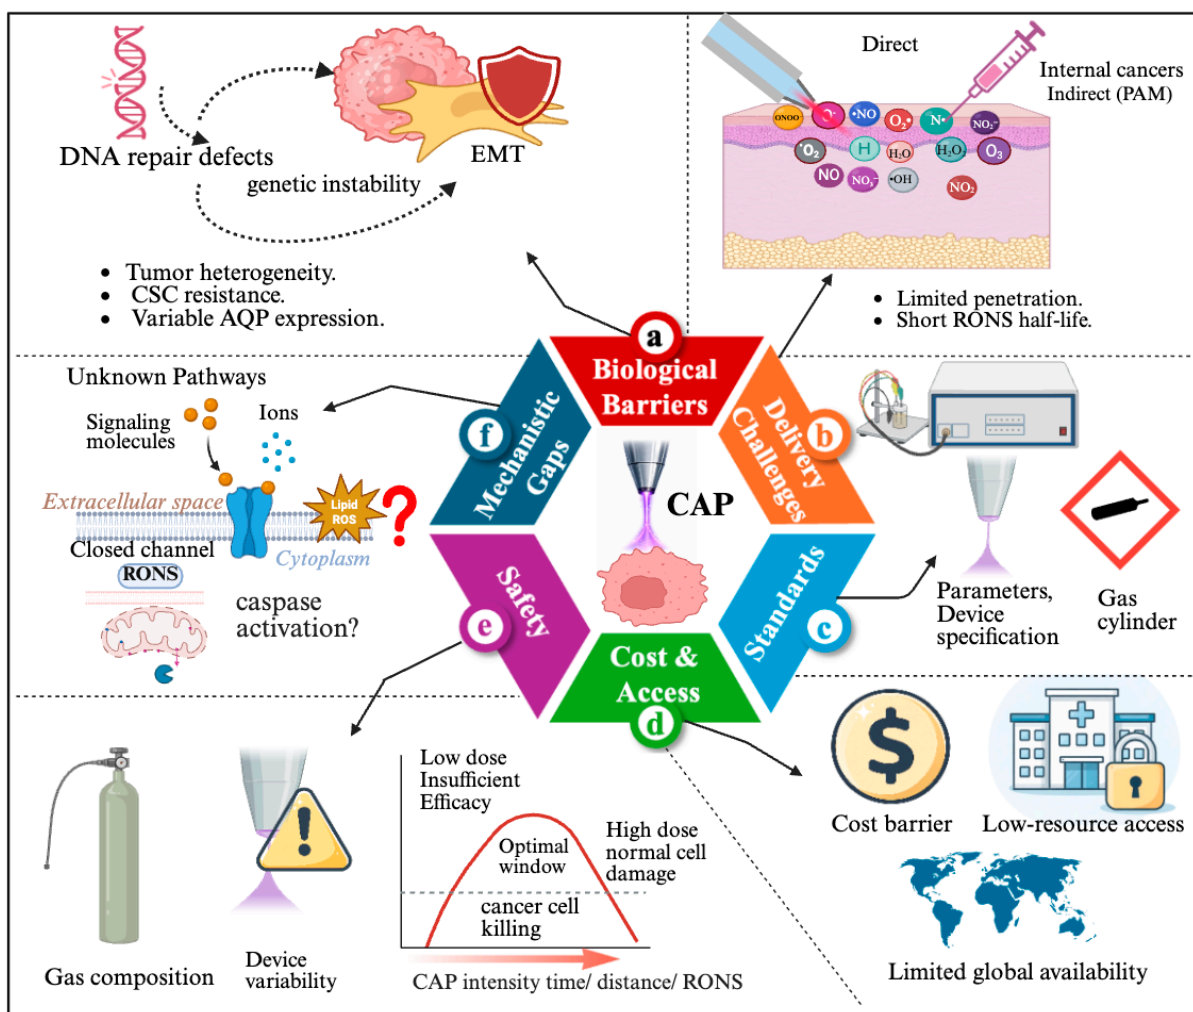 DNA repair defects
genetic instability
EMT
• Tumor heterogeneity.
• CSC resistance.
• Variable AQP expression.
Direct
Internal cancers
Indirect (PAM)
ONOO⁻
•NO
O₂•
N•
NO₂⁻
•O₂
H
H₂O
H₂O₂
O₃
NO
NO₃⁻
•OH
NO₂
• Limited penetration.
• Short RONS half-life.
a
Biological
Barriers
b
Delivery
Challenges
c
Standards
d
Cost &
Access
e
Safety
f
Mechanistic
Gaps
CAP
Unknown Pathways
Signaling
molecules
Ions
Extracellular space
Lipid
ROS
?
Closed channel
Cytoplasm
RONS
caspase
activation?
Parameters,
Device
specification
Gas
cylinder
$
Cost barrier
Low-resource access
Limited global availability
Gas composition
!
Device
variability
Low dose
Insufficient
Efficacy
Optimal
window
High dose
normal cell
damage
cancer cell
killing
CAP intensity time/ distance/ RONS